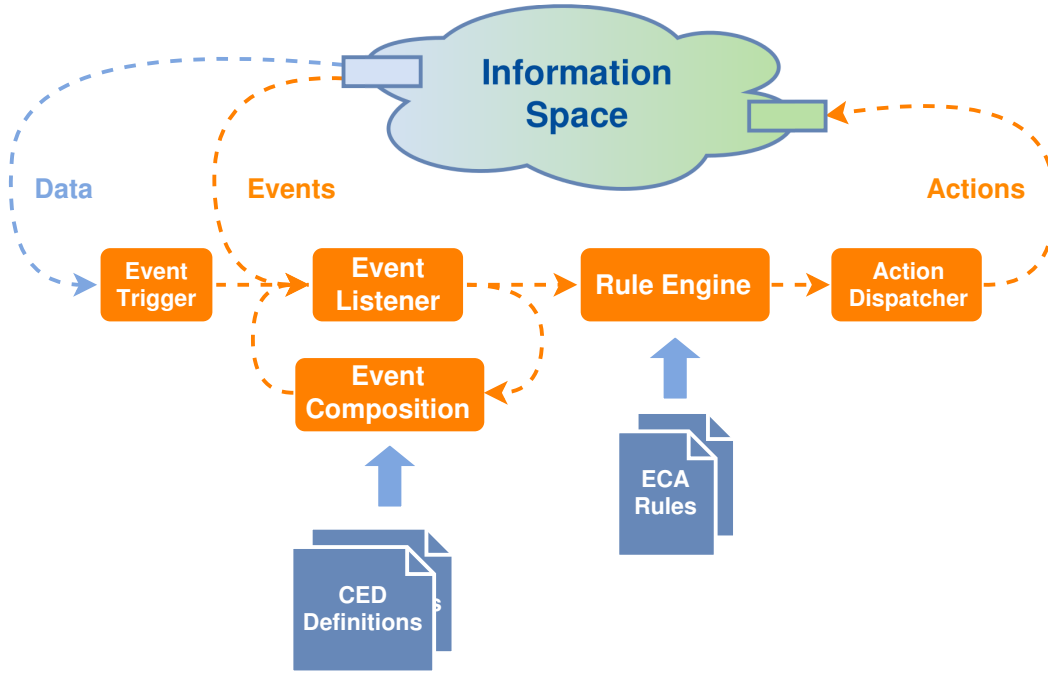 Information
Space
Data
Events
Actions
Event
Trigger
Event
Listener
Rule Engine
Action
Dispatcher
Event
Composition
ECA
Rules
CED
Definitions
s